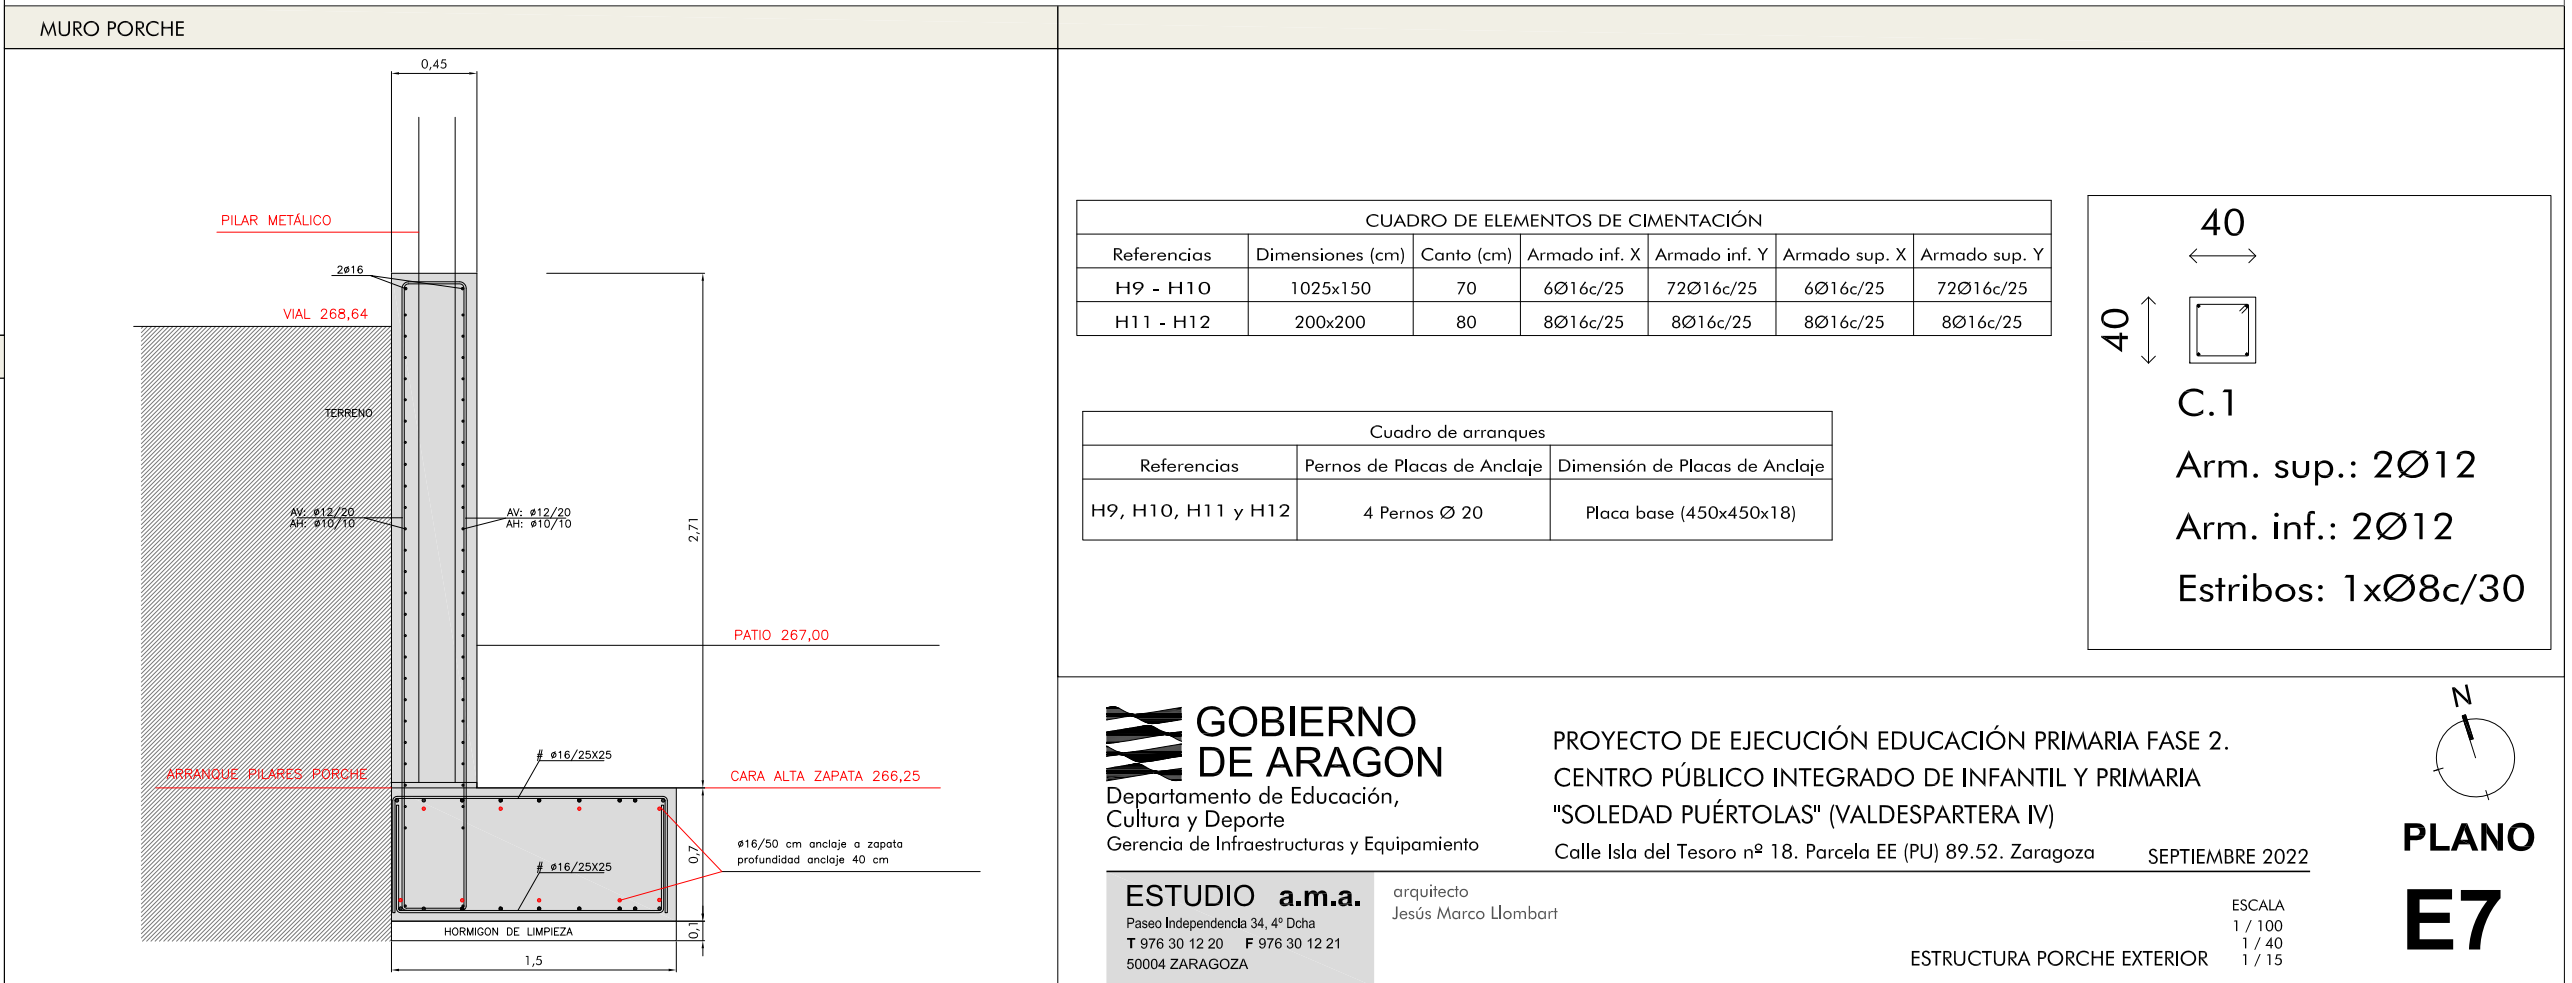 MURO PORCHE
0,45
PILAR METÁLICO
2ø16
VIAL 268,64
TERRENO
AV: ø12/20
AH: ø10/10
AV: ø12/20
AH: ø10/10
2,71
PATIO 267,00
# ø16/25X25
ARRANQUE PILARES PORCHE
CARA ALTA ZAPATA 266,25
ø16/50 cm anclaje a zapata
profundidad anclaje 40 cm
0,7
# ø16/25X25
HORMIGON DE LIMPIEZA
0,1
1,5
CUADRO DE ELEMENTOS DE CIMENTACIÓN
Referencias Dimensiones (cm) Canto (cm) Armado inf. X Armado inf. Y Armado sup. X Armado sup. Y
H9 - H10 1025x150 70 6Ø16c/25 72Ø16c/25 6Ø16c/25 72Ø16c/25
H11 - H12 200x200 80 8Ø16c/25 8Ø16c/25 8Ø16c/25 8Ø16c/25
Cuadro de arranques
Referencias Pernos de Placas de Anclaje Dimensión de Placas de Anclaje
H9, H10, H11 y H12 4 Pernos Ø 20 Placa base (450x450x18)
40
40
C.1
Arm. sup.: 2Ø12
Arm. inf.: 2Ø12
Estribos: 1xØ8c/30
GOBIERNO
DE ARAGON
Departamento de Educación,
Cultura y Deporte
Gerencia de Infraestructuras y Equipamiento
PROYECTO DE EJECUCIÓN EDUCACIÓN PRIMARIA FASE 2.
CENTRO PÚBLICO INTEGRADO DE INFANTIL Y PRIMARIA
"SOLEDAD PUÉRTOLAS" (VALDESPARTERA IV)
Calle Isla del Tesoro nº 18. Parcela EE (PU) 89.52. Zaragoza
SEPTIEMBRE 2022
ESTUDIO a.m.a.
Paseo Independencia 34, 4º Dcha
T 976 30 12 20 F 976 30 12 21
50004 ZARAGOZA
arquitecto
Jesús Marco Llombart
ESTRUCTURA PORCHE EXTERIOR
ESCALA
1 / 100
1 / 40
1 / 15
N
PLANO
E7